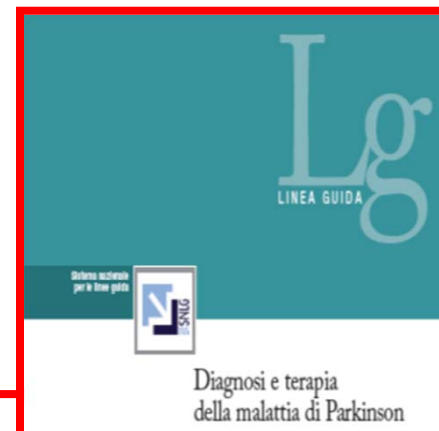 Lg
LINEA GUIDA
Sistema nazionale
per le linee guida
SNLG
Diagnosi e terapia
della malattia di Parkinson